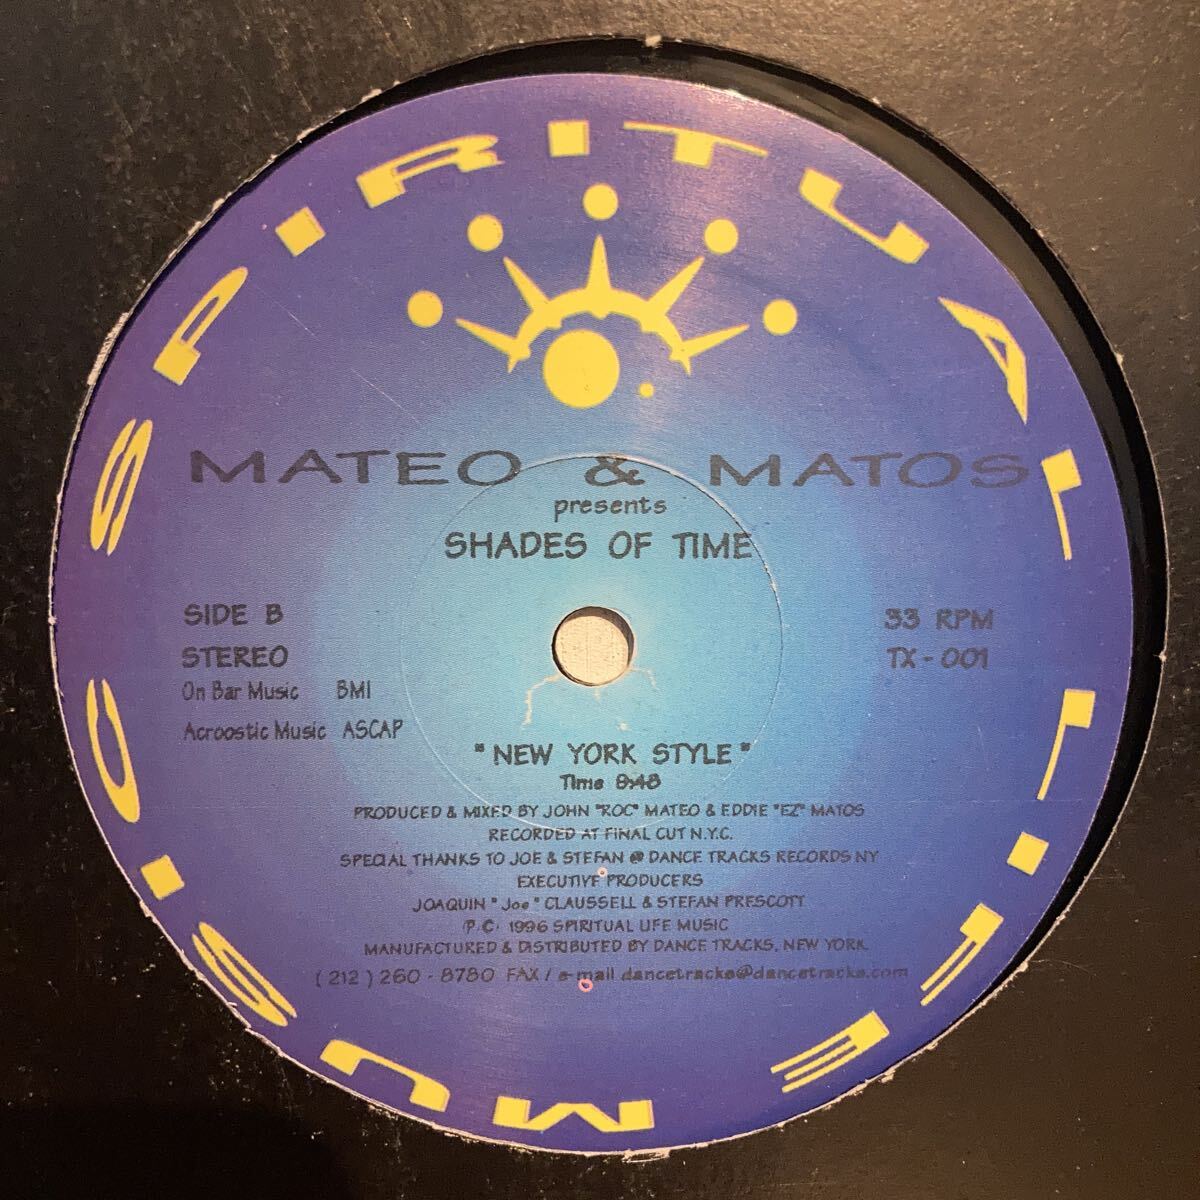 SPIRITUAL LIFE MUSIC
MATEO & MATOS
presents
SHADES OF TIME
SIDE B
33 RPM
STEREO
TX - 001
On Bar Music BMI
Acroostic Music ASCAP
"NEW YORK STYLE"
Time 9:48
PRODUCED & MIXED BY JOHN "ROC" MATEO & EDDIE "EZ" MATOS
RECORDED AT FINAL CUT N.Y.C.
SPECIAL THANKS TO JOE & STEFAN @ DANCE TRACKS RECORDS NY
EXECUTIVE PRODUCERS
JOAQUIN "Joe" CLAUSSELL & STEFAN PRESCOTT
(P.C) 1996 SPIRITUAL LIFE MUSIC
MANUFACTURED & DISTRIBUTED BY DANCE TRACKS, NEW YORK
(212) 260 - 8780 FAX / e-mail dancetracks@dancetracks.com